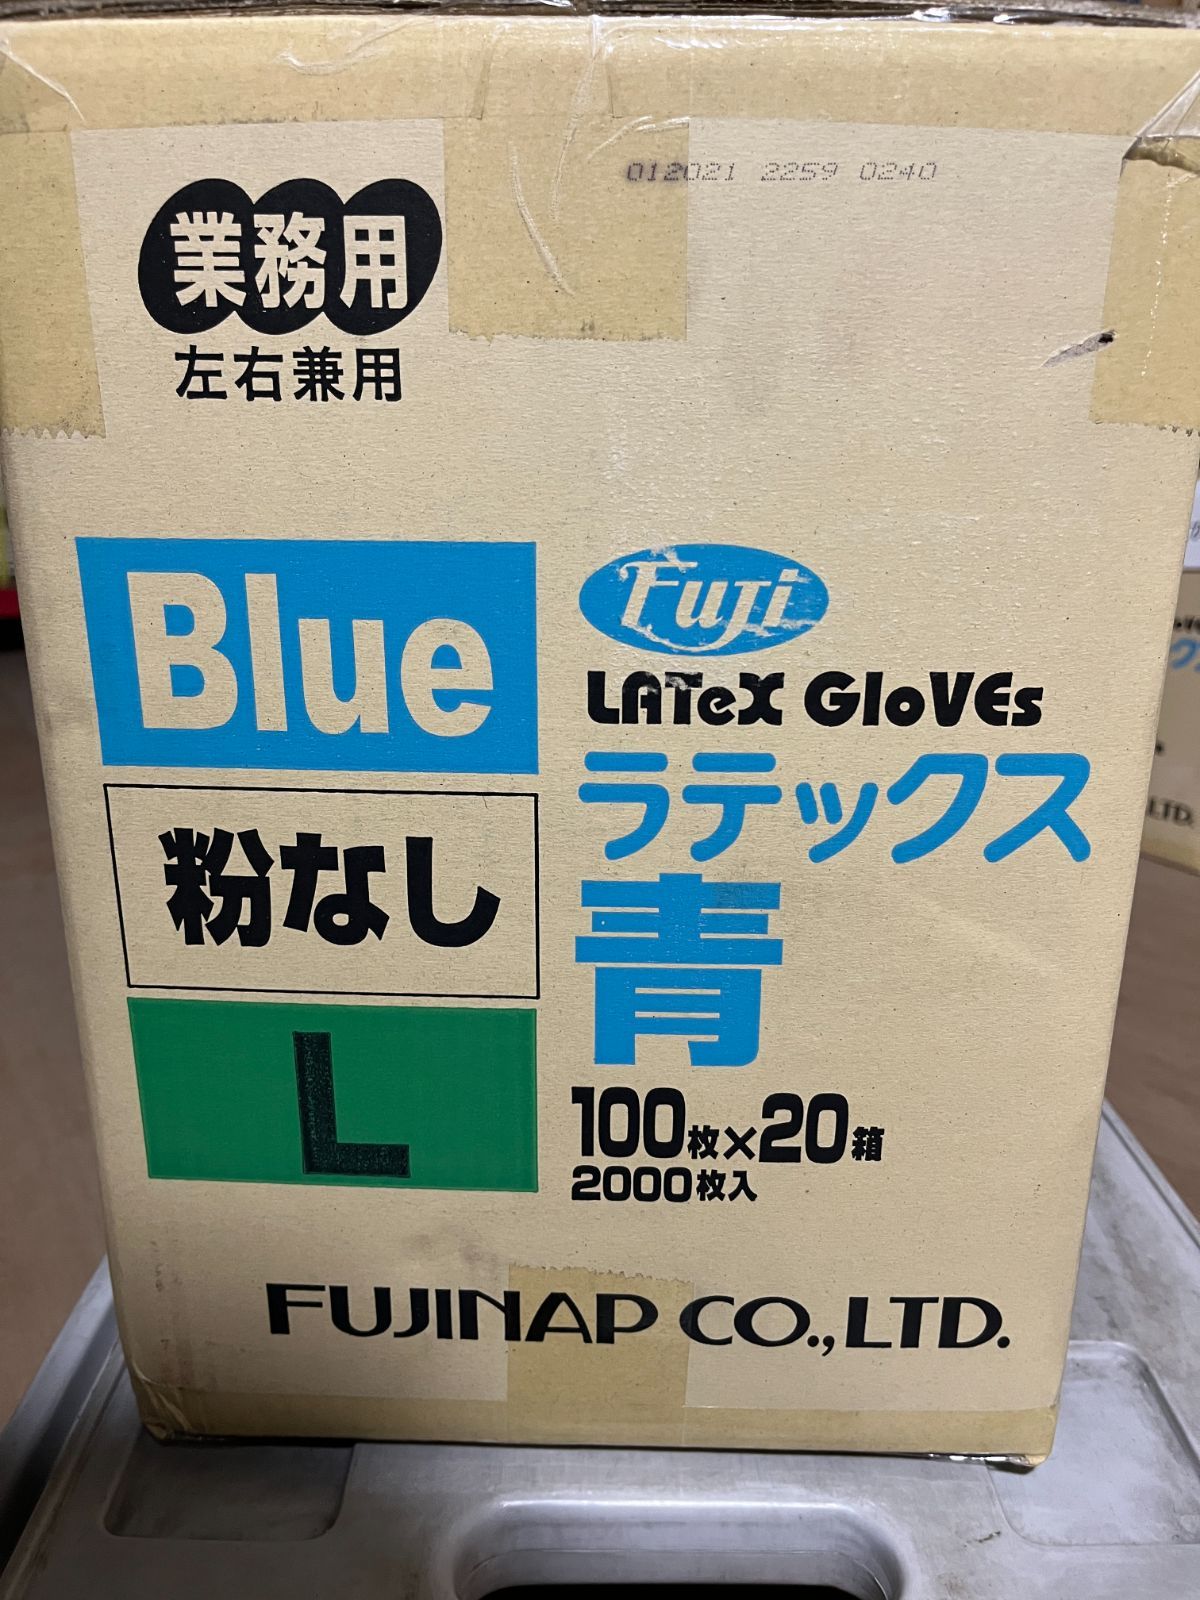 012021 2259 0240
業務用
左右兼用
Blue
Fuji
LATeX GloVEs
ラテックス
青
粉なし
L
100枚×20箱
2000枚入
FUJINAP CO.,LTD.
LTD.